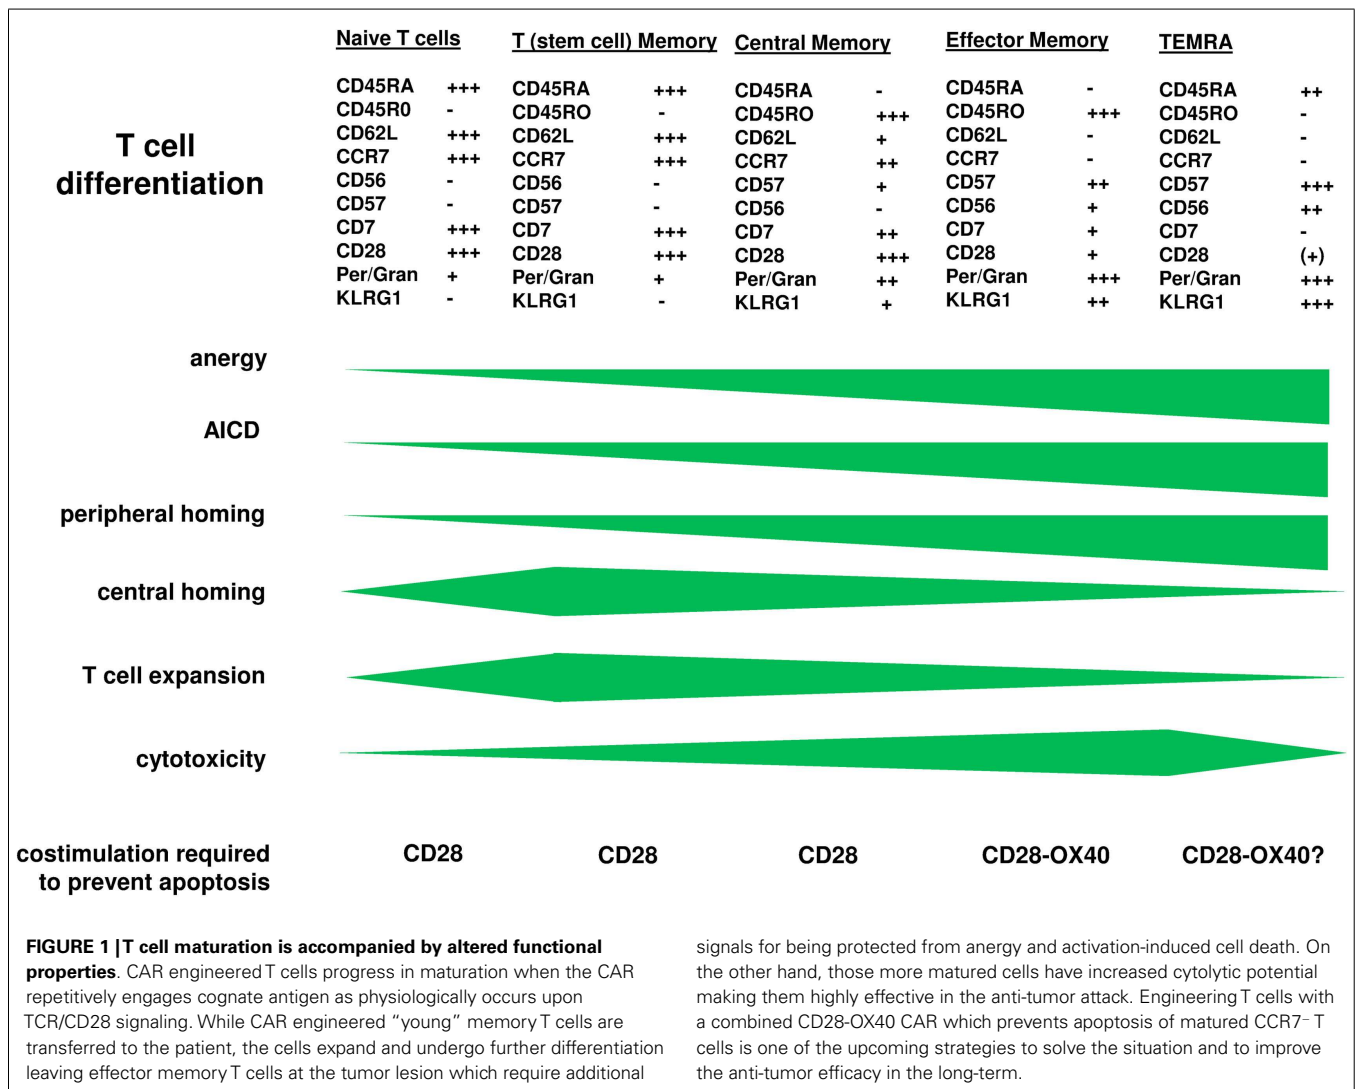 Naive T cells
T (stem cell) Memory
Central Memory
Effector Memory
TEMRA
T cell
differentiation
CD45RA +++
CD45R0 -
CD62L +++
CCR7 +++
CD56 -
CD57 -
CD7 +++
CD28 +++
Per/Gran +
KLRG1 -
CD45RA +++
CD45RO -
CD62L +++
CCR7 +++
CD56 -
CD57 -
CD7 +++
CD28 +++
Per/Gran +
KLRG1 -
CD45RA -
CD45RO +++
CD62L +
CCR7 ++
CD57 +
CD56 -
CD7 ++
CD28 +++
Per/Gran ++
KLRG1 +
CD45RA -
CD45RO +++
CD62L -
CCR7 -
CD57 ++
CD56 +
CD7 +
CD28 +
Per/Gran +++
KLRG1 ++
CD45RA ++
CD45RO -
CD62L -
CCR7 -
CD57 +++
CD56 ++
CD7 -
CD28 (+)
Per/Gran +++
KLRG1 +++
anergy
AICD
peripheral homing
central homing
T cell expansion
cytotoxicity
costimulation required
to prevent apoptosis
CD28
CD28
CD28
CD28-OX40
CD28-OX40?
FIGURE 1 | T cell maturation is accompanied by altered functional
properties. CAR engineered T cells progress in maturation when the CAR
repetitively engages cognate antigen as physiologically occurs upon
TCR/CD28 signaling. While CAR engineered “young” memory T cells are
transferred to the patient, the cells expand and undergo further differentiation
leaving effector memory T cells at the tumor lesion which require additional
signals for being protected from anergy and activation-induced cell death. On
the other hand, those more matured cells have increased cytolytic potential
making them highly effective in the anti-tumor attack. Engineering T cells with
a combined CD28-OX40 CAR which prevents apoptosis of matured CCR7⁻ T
cells is one of the upcoming strategies to solve the situation and to improve
the anti-tumor efficacy in the long-term.